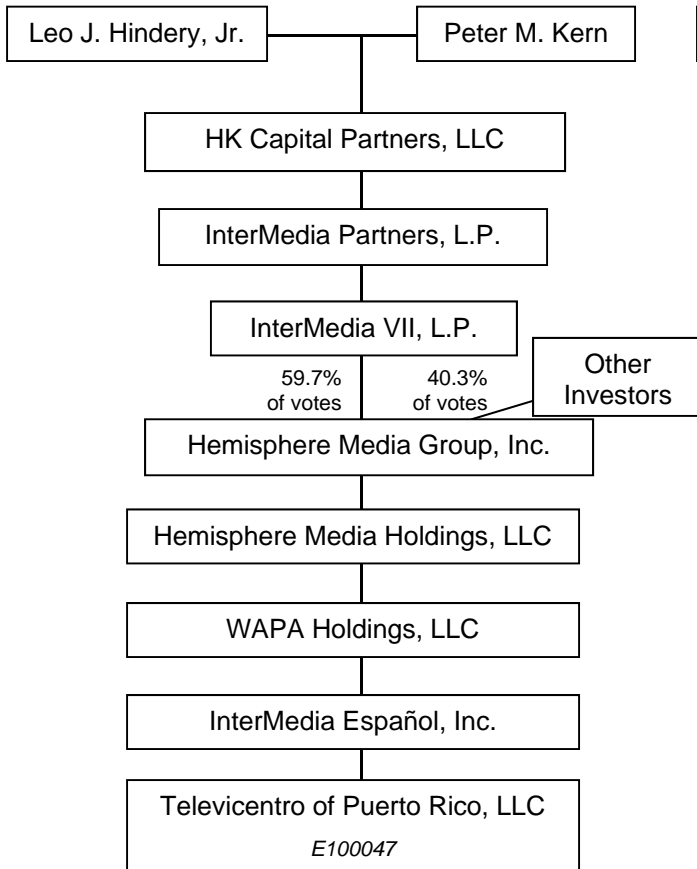 Leo J. Hindery, Jr.
Peter M. Kern
HK Capital Partners, LLC
InterMedia Partners, L.P.
InterMedia VII, L.P.
59.7%
of votes
40.3%
of votes
Other
Investors
Hemisphere Media Group, Inc.
Hemisphere Media Holdings, LLC
WAPA Holdings, LLC
InterMedia Español, Inc.
Televicentro of Puerto Rico, LLC
E100047